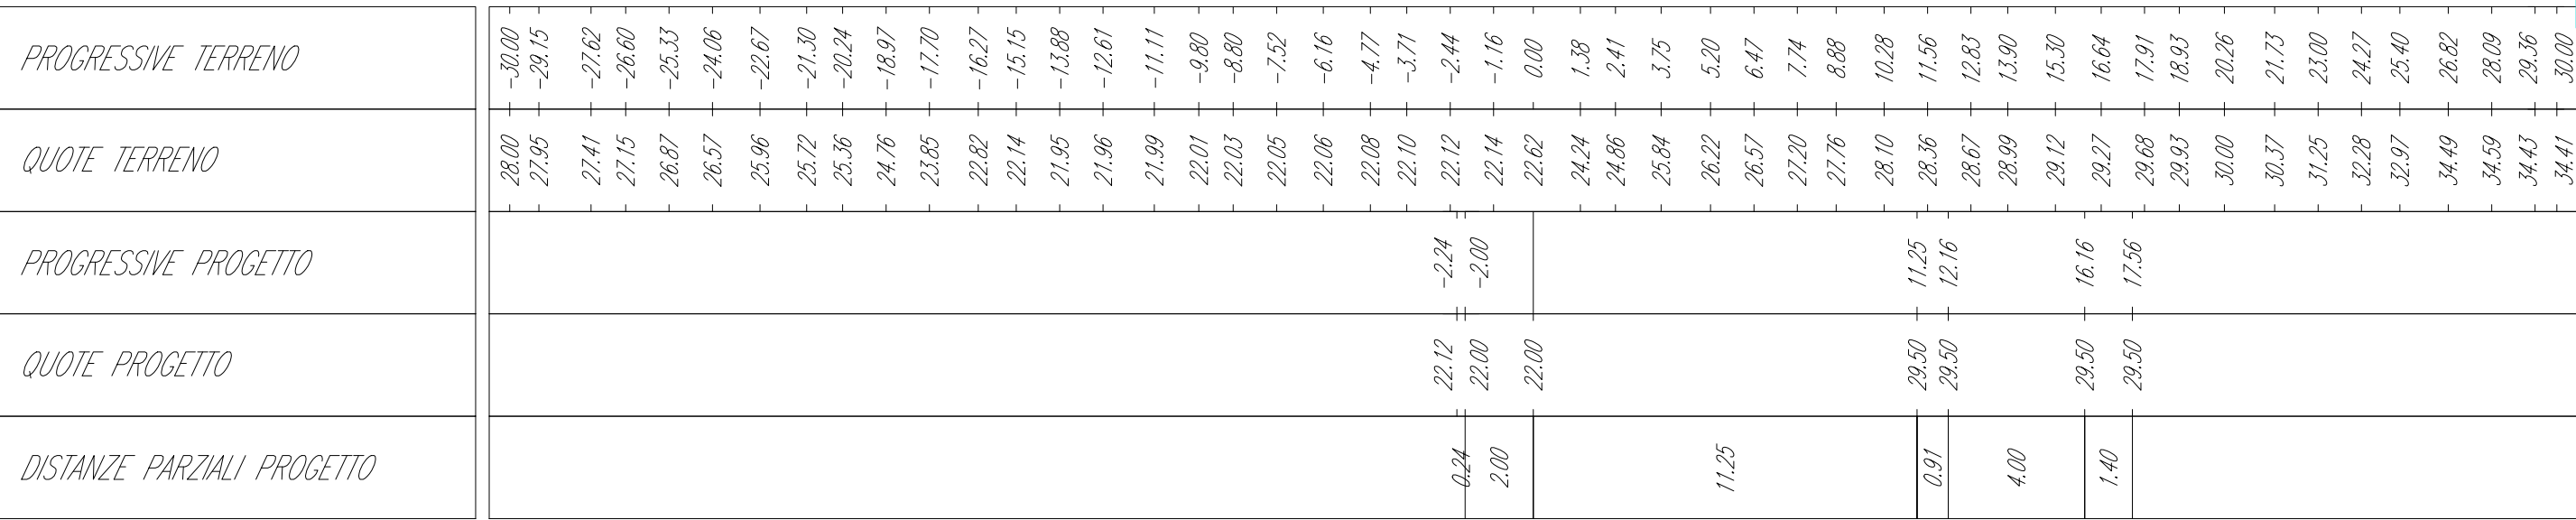 PROGRESSIVE TERRENO -30.00 -29.15 -27.62 -26.60 -25.33 -24.06 -22.67 -21.30 -20.24 -18.97 -17.70 -16.27 -15.15 -13.88 -12.61 -11.11 -9.80 -8.80 -7.52 -6.16 -4.77 -3.71 -2.44 -1.16 0.00 1.38 2.41 3.75 5.20 6.47 7.74 8.88 10.28 11.56 12.83 13.90 15.30 16.64 17.91 18.93 20.26 21.73 23.00 24.27 25.40 26.82 28.09 29.36 30.00
QUOTE TERRENO 28.00 27.95 27.41 27.15 26.87 26.57 25.96 25.72 25.36 24.76 23.85 22.82 22.14 21.95 21.96 21.99 22.01 22.03 22.05 22.06 22.08 22.10 22.12 22.14 22.62 24.24 24.86 25.84 26.22 26.57 27.20 27.76 28.10 28.36 28.67 28.99 29.12 29.27 29.68 29.93 30.00 30.37 31.25 32.28 32.97 34.49 34.59 34.43 34.41
PROGRESSIVE PROGETTO -2.24 -2.00 11.25 12.16 16.16 17.56
QUOTE PROGETTO 22.12 22.00 22.00 29.50 29.50 29.50 29.50
DISTANZE PARZIALI PROGETTO 0.24 2.00 11.25 0.91 4.00 1.40